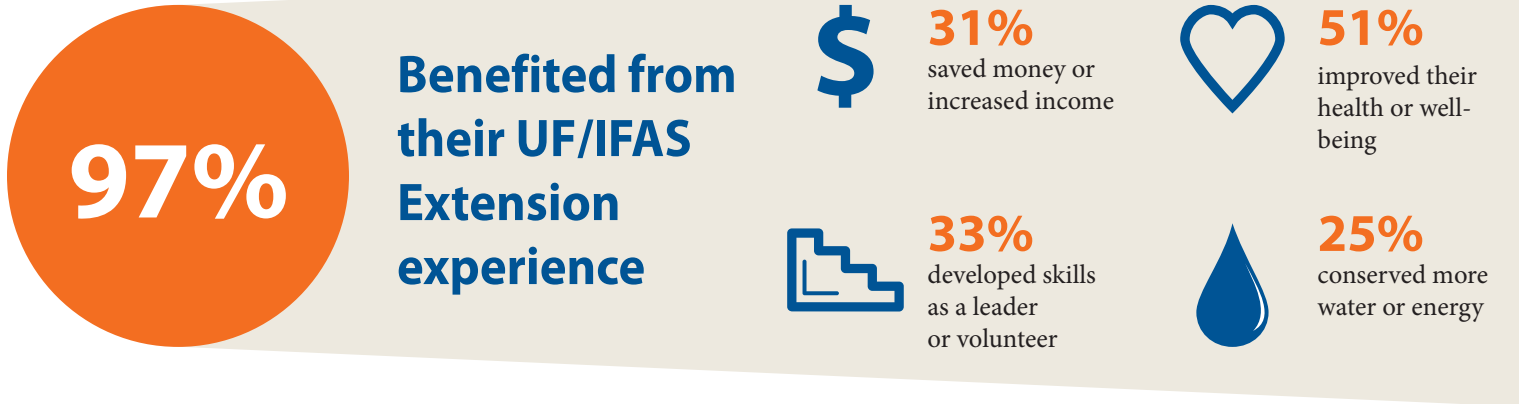 97%
Benefited from
their UF/IFAS
Extension
experience
31%
saved money or
increased income
51%
improved their
health or well-
being
33%
developed skills
as a leader
or volunteer
25%
conserved more
water or energy